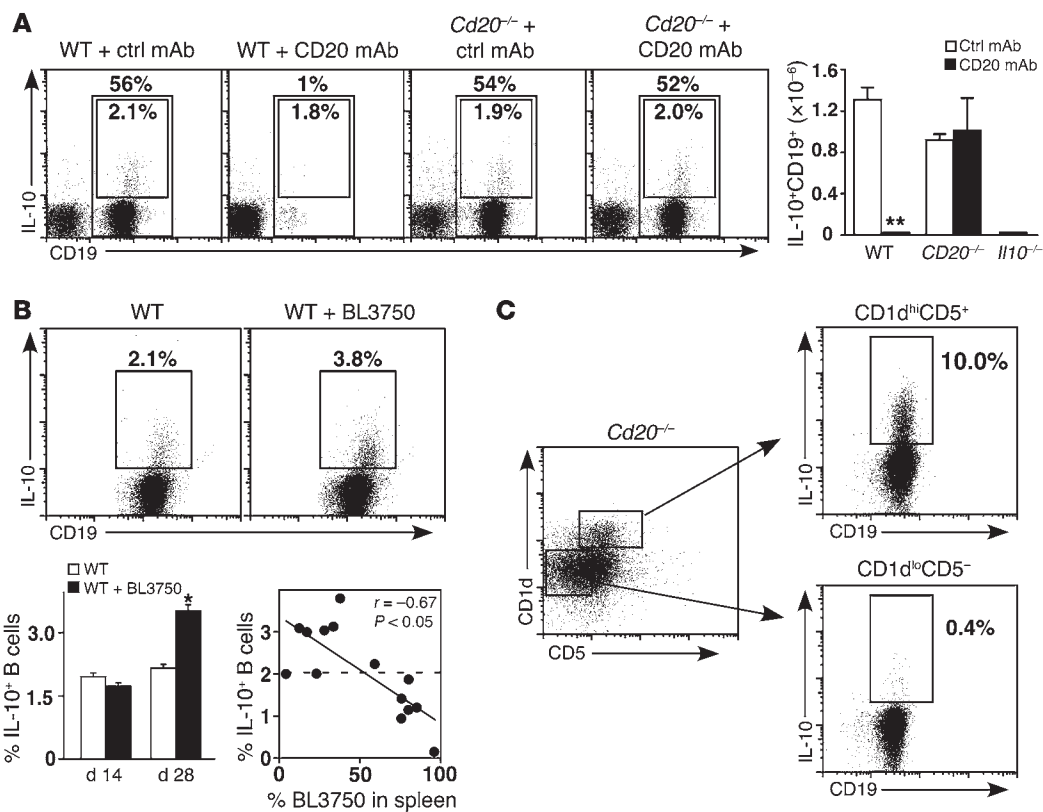 A
WT + ctrl mAb
WT + CD20 mAb
Cd20–/– +
ctrl mAb
Cd20–/– +
CD20 mAb
56%
2.1%
1%
1.8%
54%
1.9%
52%
2.0%
IL-10
CD19
Ctrl mAb
CD20 mAb
IL-10+CD19+ (×10–6)
1.6
1.2
0.8
0.4
0
**
WT
CD20–/–
Il10–/–
B
WT
WT + BL3750
2.1%
3.8%
IL-10
CD19
WT
WT + BL3750
% IL-10+ B cells
3.0
1.5
0
*
d 14
d 28
% IL-10+ B cells
3
2
1
0
r = –0.67
P < 0.05
0
50
100
% BL3750 in spleen
C
Cd20–/–
CD1d
CD5
CD1dhiCD5+
10.0%
IL-10
CD19
CD1dloCD5–
0.4%
IL-10
CD19